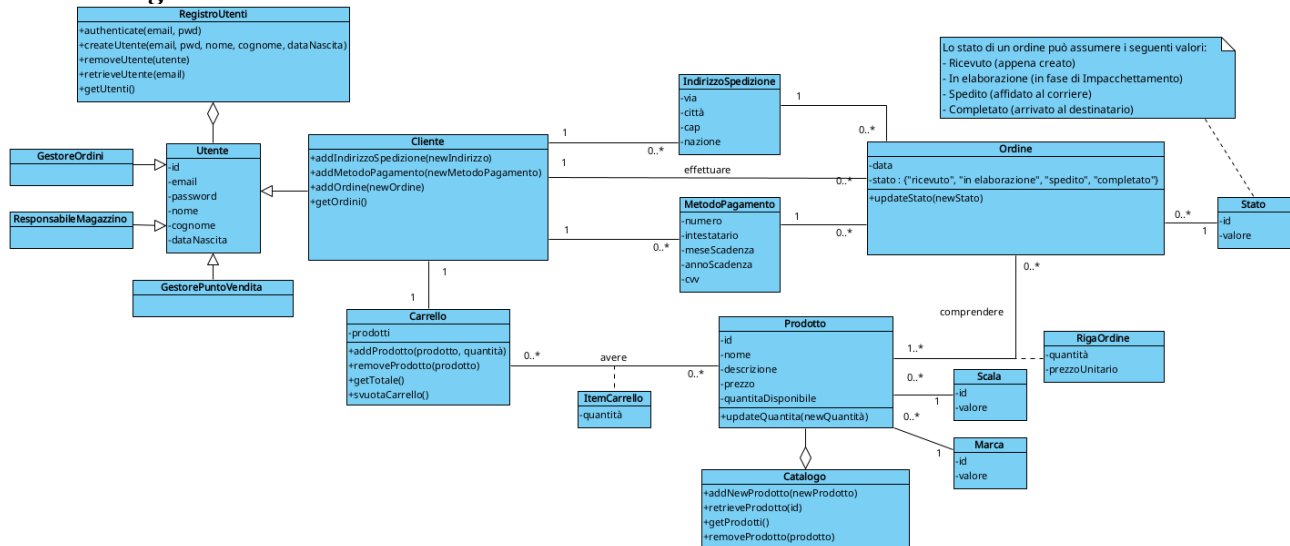 RegistroUtenti
+authenticate(email, pwd)
+createUtente(email, pwd, nome, cognome, dataNascita)
+removeUtente(utente)
+retrieveUtente(email)
+getUtenti()
Lo stato di un ordine può assumere i seguenti valori:
- Ricevuto (appena creato)
- In elaborazione (in fase di Impacchettamento)
- Spedito (affidato al corriere)
- Completato (arrivato al destinatario)
IndirizzoSpedizione
-via
-città
-cap
-nazione
1
0..*
GestoreOrdini
ResponsabileMagazzino
Utente
-id
-email
-password
-nome
-cognome
-dataNascita
GestorePuntoVendita
Cliente
+addIndirizzoSpedizione(newIndirizzo)
+addMetodoPagamento(newMetodoPagamento)
+addOrdine(newOrdine)
+getOrdini()
1
0..*
1
effettuare
0..*
1
0..*
MetodoPagamento
-numero
-intestatario
-meseScadenza
-annoScadenza
-cvv
1
0..*
Ordine
-data
-stato : {"ricevuto", "in elaborazione", "spedito", "completato"}
+updateStato(newStato)
0..*
1
Stato
-id
-valore
1
1
Carrello
-prodotti
+addProdotto(prodotto, quantità)
+removeProdotto(prodotto)
+getTotale()
+svuotaCarrello()
0..*
avere
0..*
ItemCarrello
-quantità
Prodotto
-id
-nome
-descrizione
-prezzo
-quantitaDisponibile
+updateQuantita(newQuantità)
0..*
comprendere
1..*
RigaOrdine
-quantità
-prezzoUnitario
0..*
1
Scala
-id
-valore
0..*
1
Marca
-id
-valore
Catalogo
+addNewProdotto(newProdotto)
+retrieveProdotto(id)
+getProdotti()
+removeProdotto(prodotto)